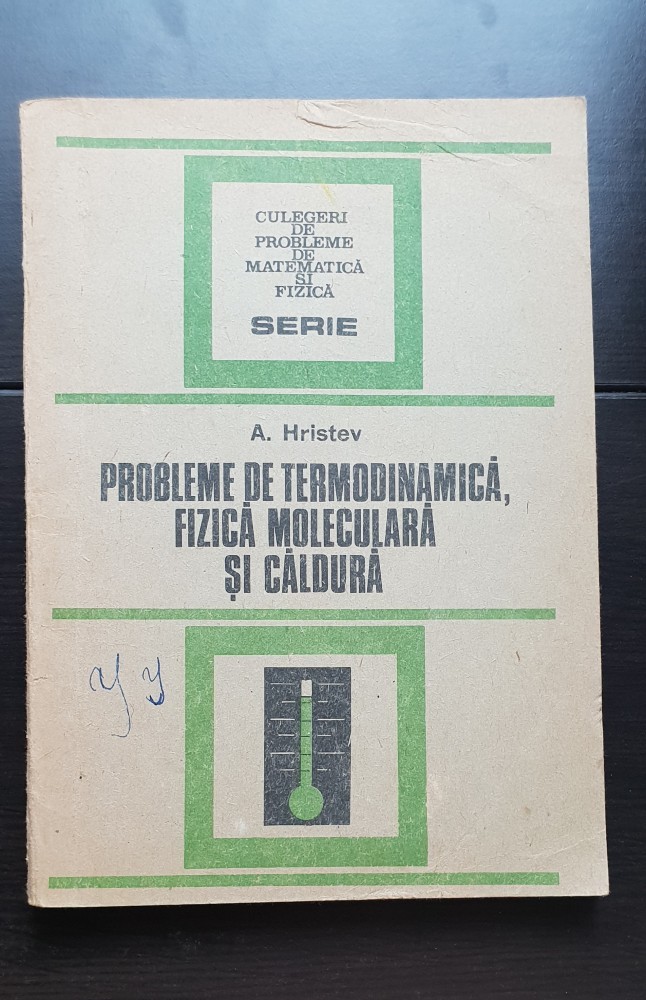 CULEGERI
DE
PROBLEME
DE
MATEMATICĂ
ȘI
FIZICĂ
SERIE
A. Hristev
PROBLEME DE TERMODINAMICĂ,
FIZICĂ MOLECULARĂ
ȘI CĂLDURĂ